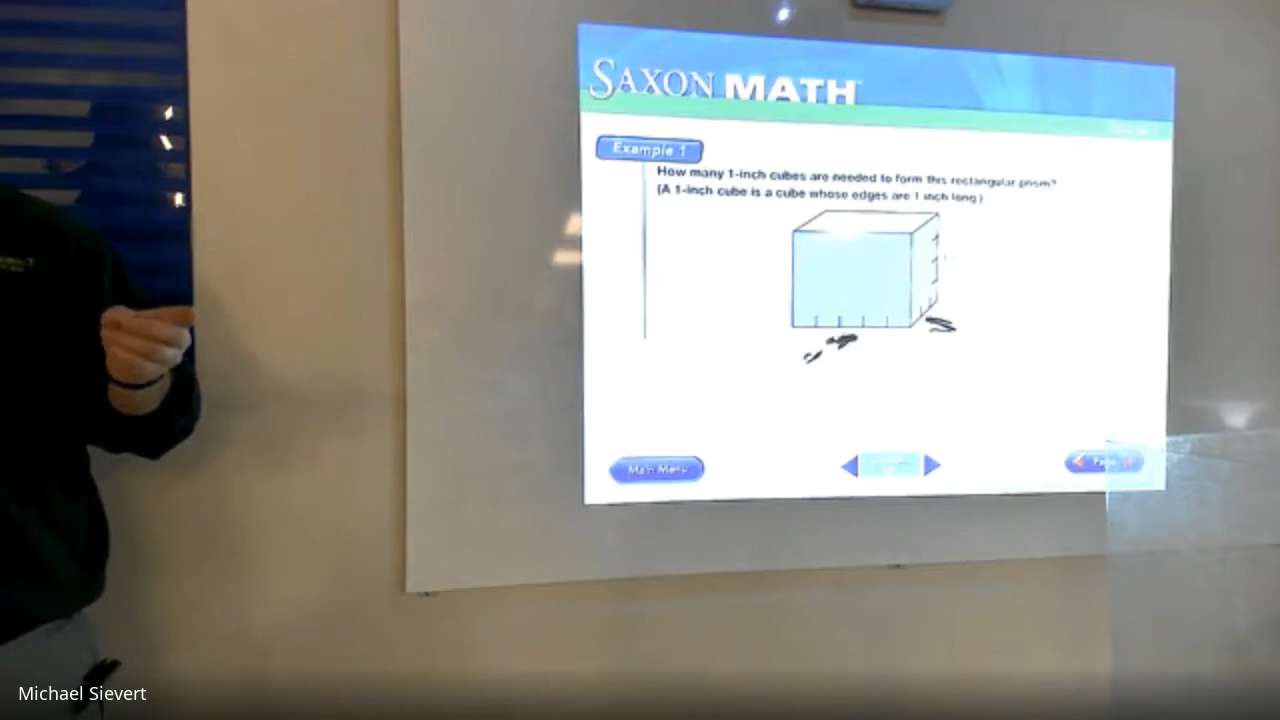 SAXON MATH
Example 1
How many 1-inch cubes are needed to form this rectangular prism?
(A 1-inch cube is a cube whose edges are 1 inch long.)
Main Menu
Page
Michael Sievert